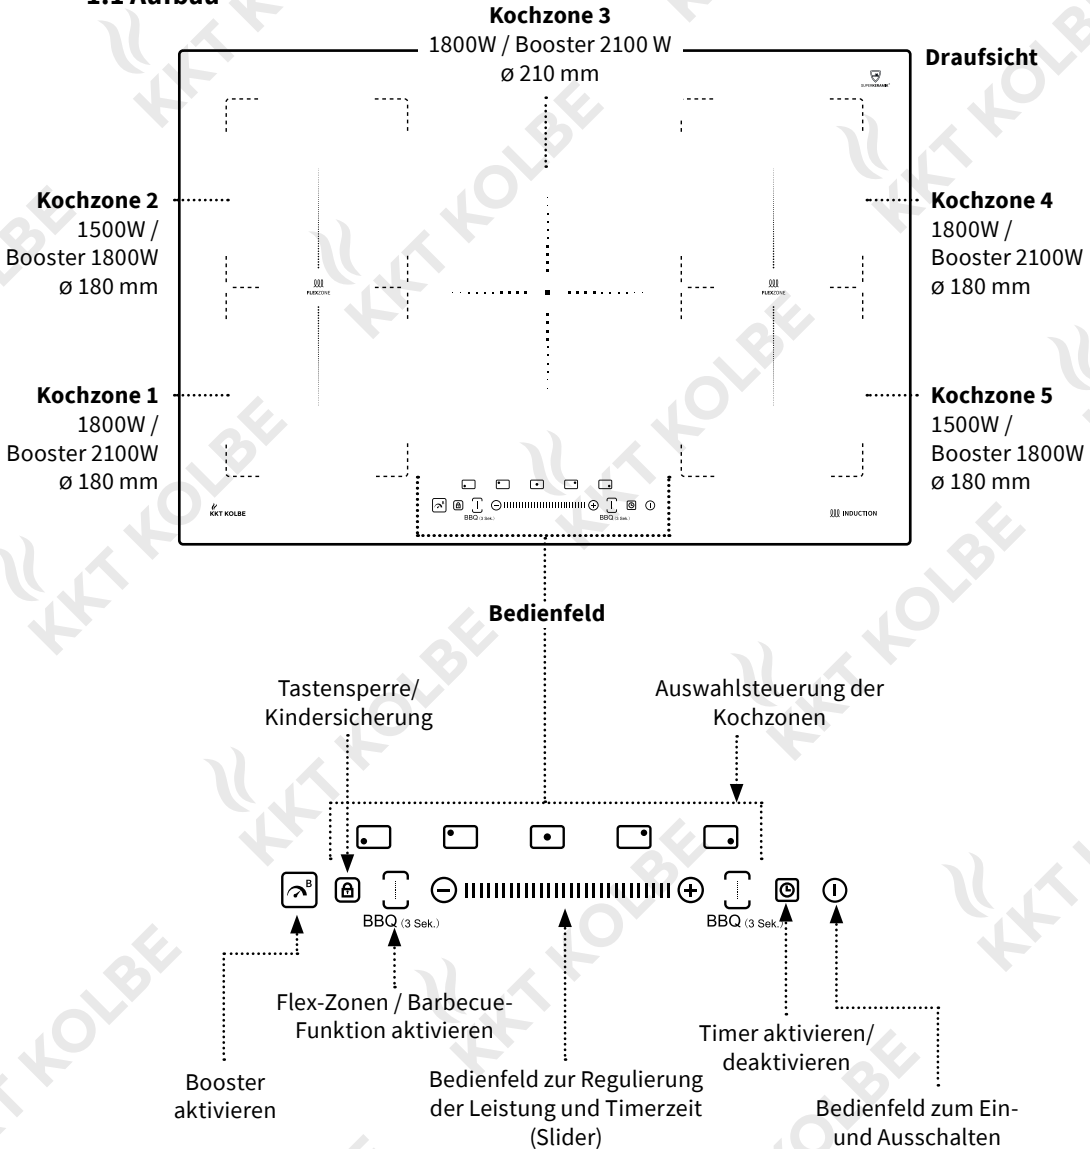 1.1 Aufbau
Kochzone 3
1800W / Booster 2100 W
ø 210 mm
Draufsicht
SUPERKERAMIK
Kochzone 2
1500W /
Booster 1800W
ø 180 mm
Kochzone 4
1800W /
Booster 2100W
ø 180 mm
FLEXZONE
FLEXZONE
Kochzone 1
1800W /
Booster 2100W
ø 180 mm
Kochzone 5
1500W /
Booster 1800W
ø 180 mm
KKT KOLBE
BBQ (3 Sek.)
BBQ (3 Sek.)
INDUCTION
Bedienfeld
Tastensperre/
Kindersicherung
Auswahlsteuerung der
Kochzonen
B
BBQ (3 Sek.)
BBQ (3 Sek.)
Flex-Zonen / Barbecue-
Funktion aktivieren
Timer aktivieren/
deaktivieren
Booster
aktivieren
Bedienfeld zur Regulierung
der Leistung und Timerzeit
(Slider)
Bedienfeld zum Ein-
und Ausschalten
KKT KOLBE